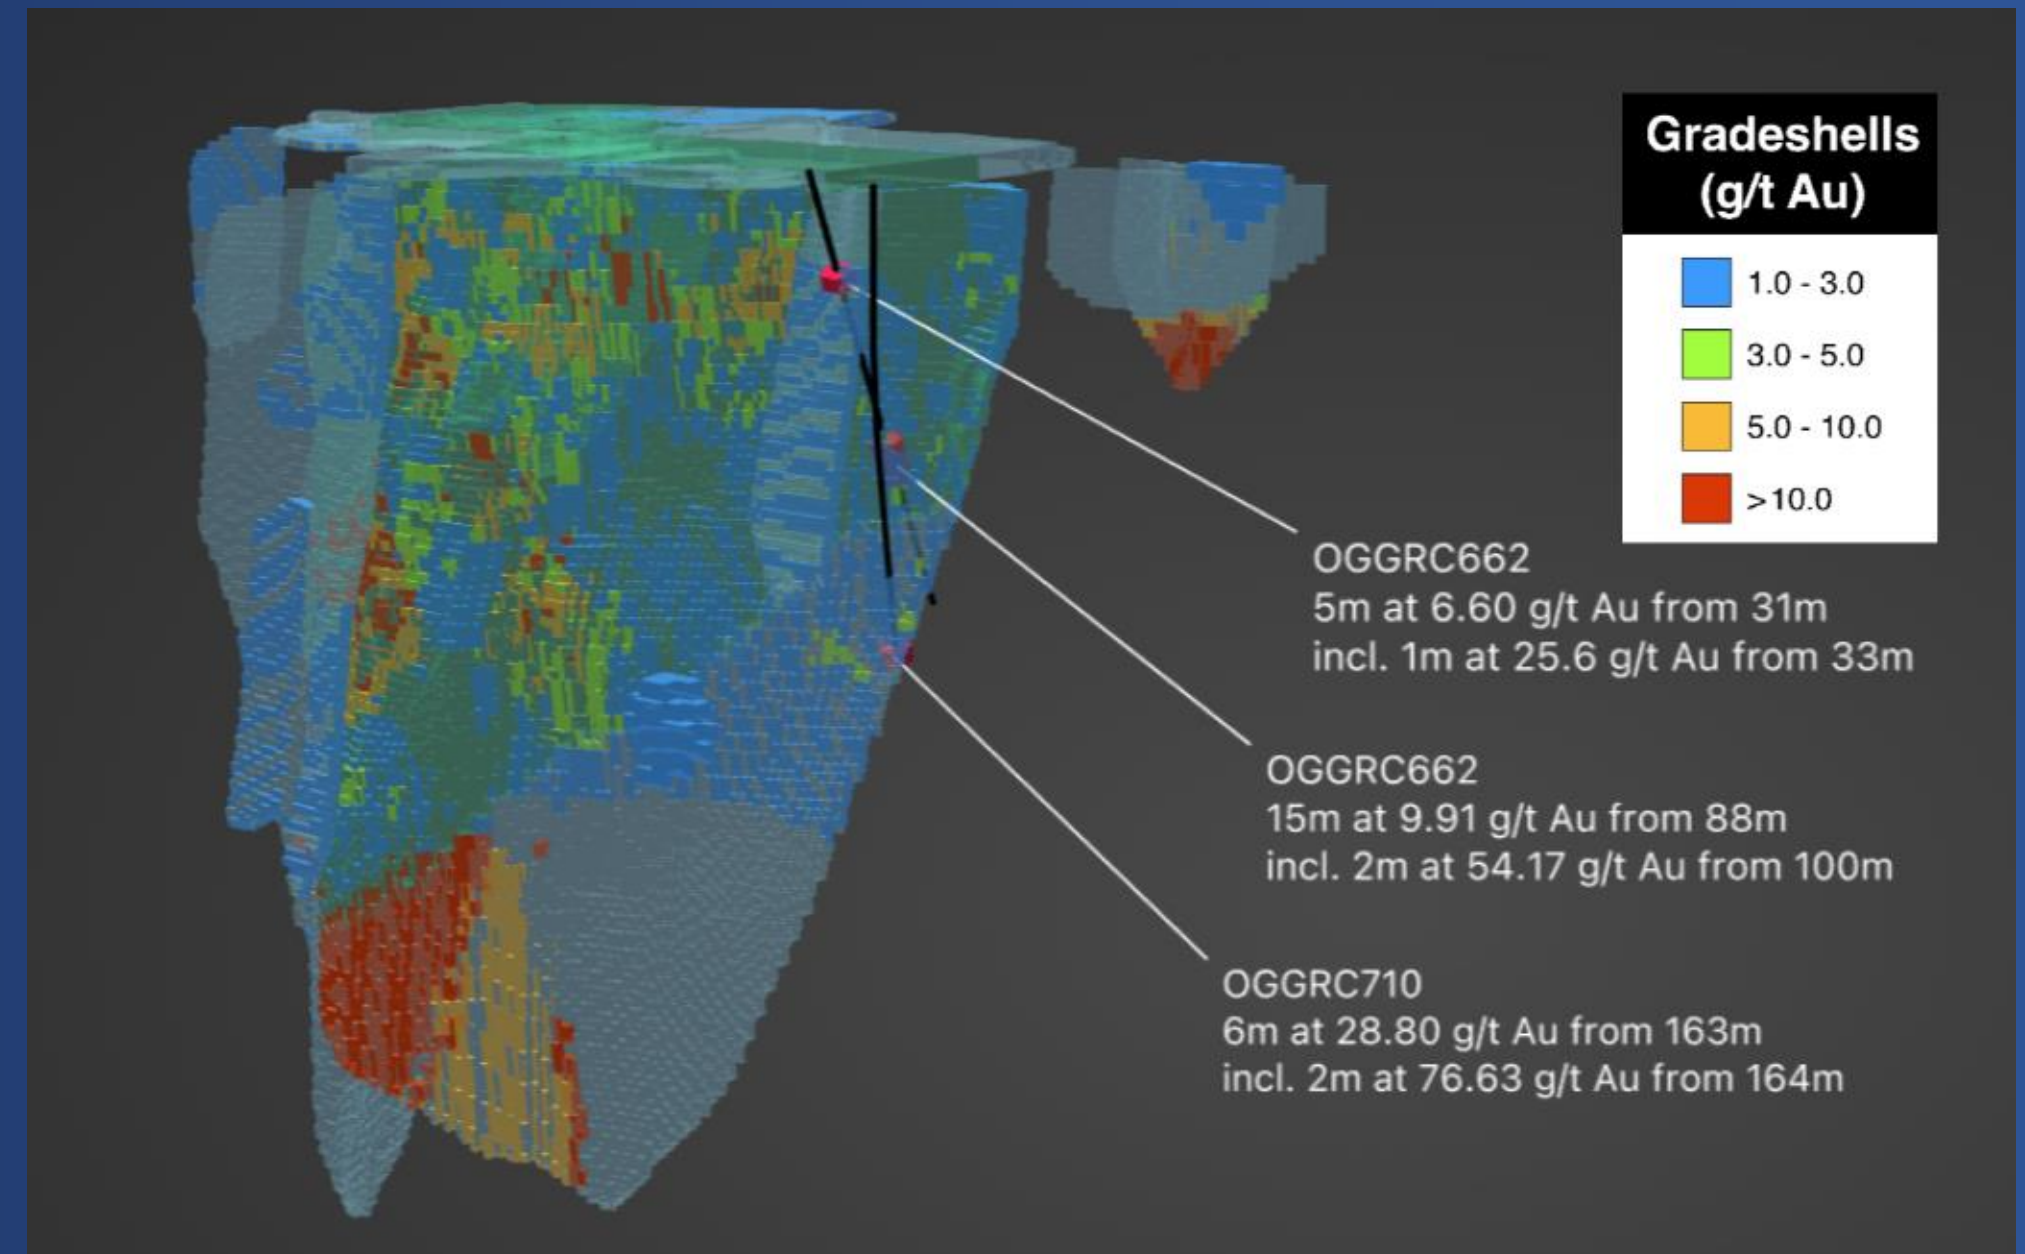 Gradeshells
(g/t Au)
1.0 - 3.0
3.0 - 5.0
5.0 - 10.0
>10.0
OGGRC662
5m at 6.60 g/t Au from 31m
incl. 1m at 25.6 g/t Au from 33m
OGGRC662
15m at 9.91 g/t Au from 88m
incl. 2m at 54.17 g/t Au from 100m
OGGRC710
6m at 28.80 g/t Au from 163m
incl. 2m at 76.63 g/t Au from 164m